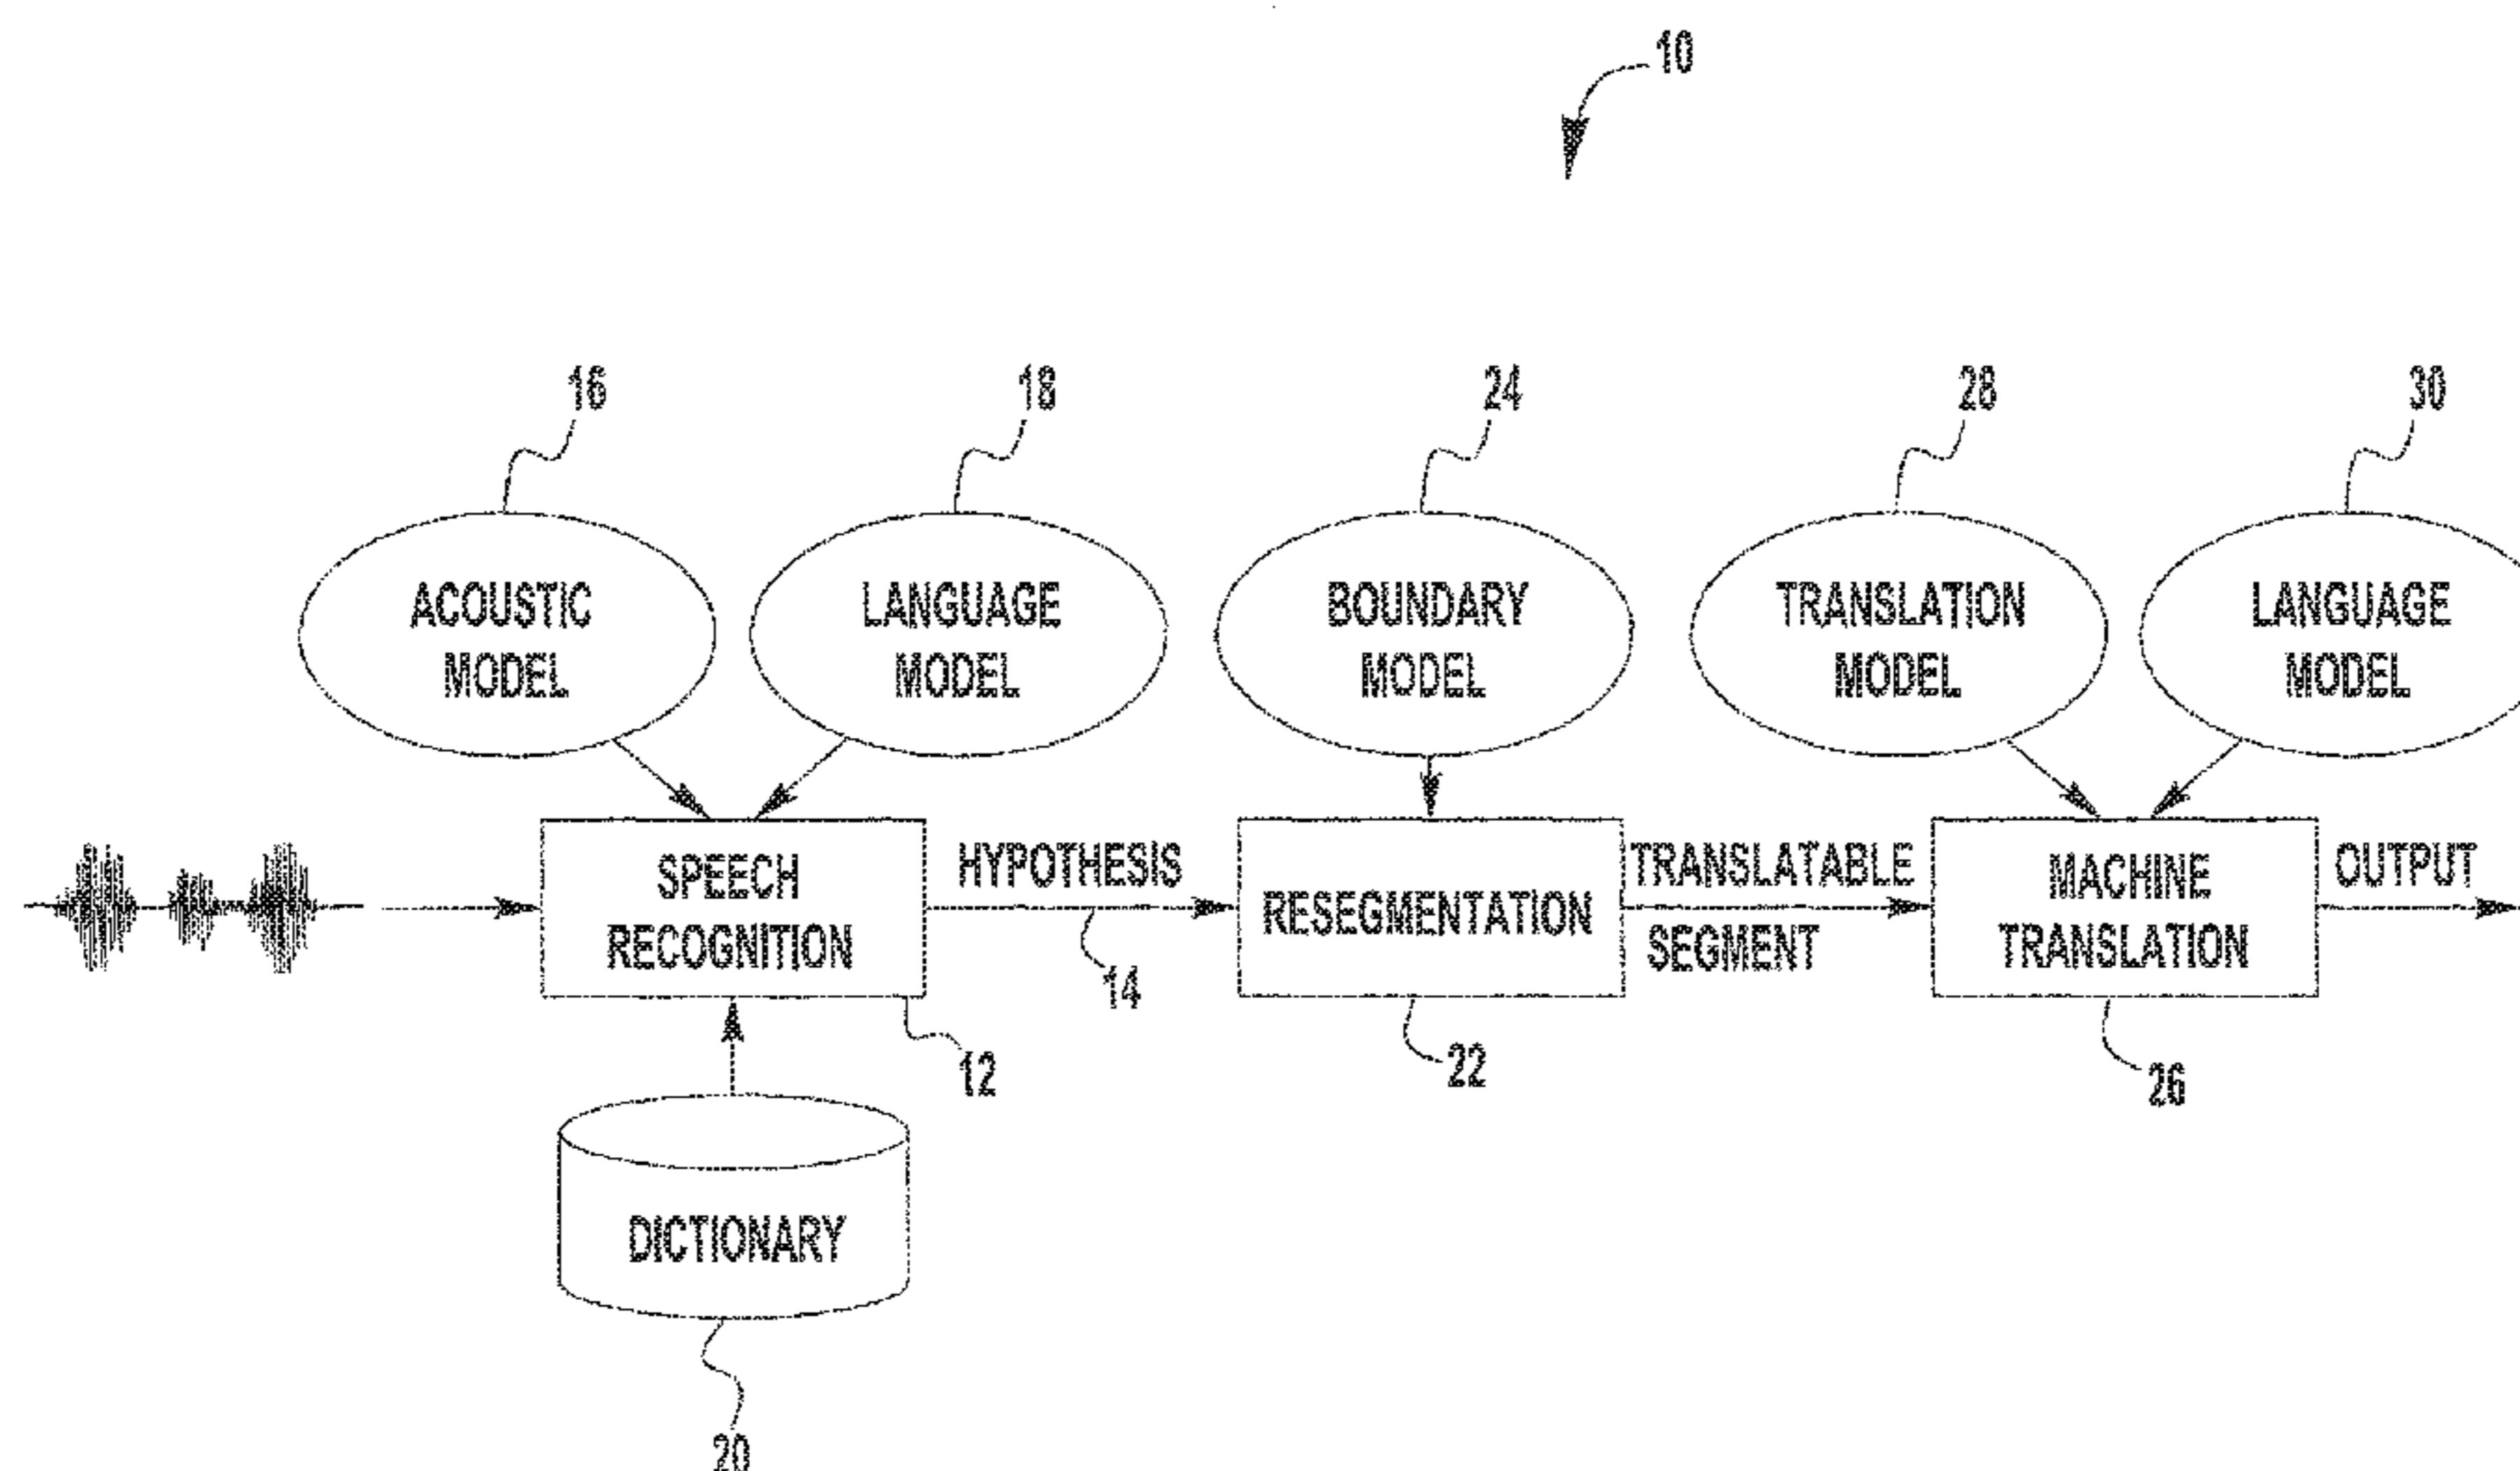 10
16
18
24
28
30
ACOUSTIC
MODEL
LANGUAGE
MODEL
BOUNDARY
MODEL
TRANSLATION
MODEL
LANGUAGE
MODEL
SPEECH
RECOGNITION
HYPOTHESIS
14
RESEGMENTATION
TRANSLATABLE
SEGMENT
MACHINE
TRANSLATION
OUTPUT
12
22
26
DICTIONARY
20